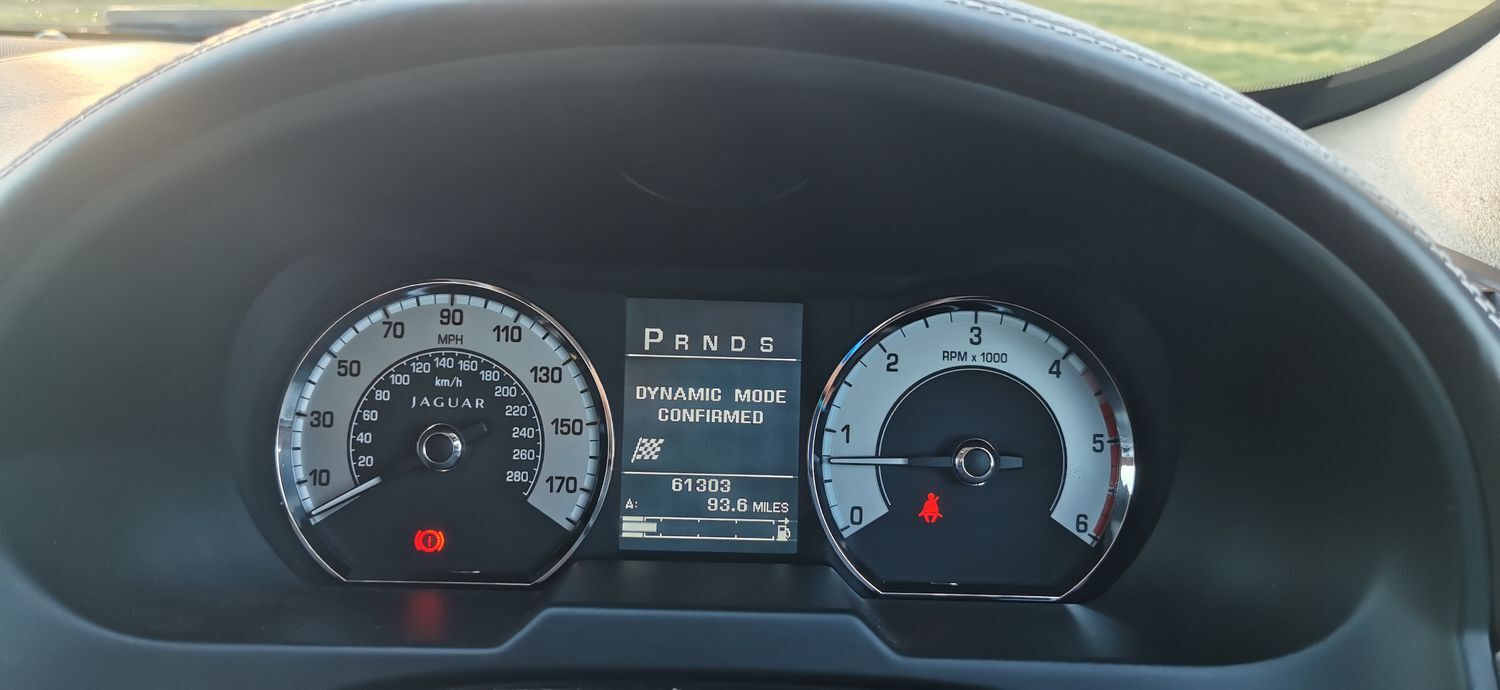 10 30 50 70 90 110 130 150 170
MPH
20 40 60 80 100 120 140 160 180 200 220 240 260 280
km/h
JAGUAR
P R N D S
DYNAMIC MODE
CONFIRMED
61303
A: 93.6 MILES
0 1 2 3 4 5 6
RPM x 1000